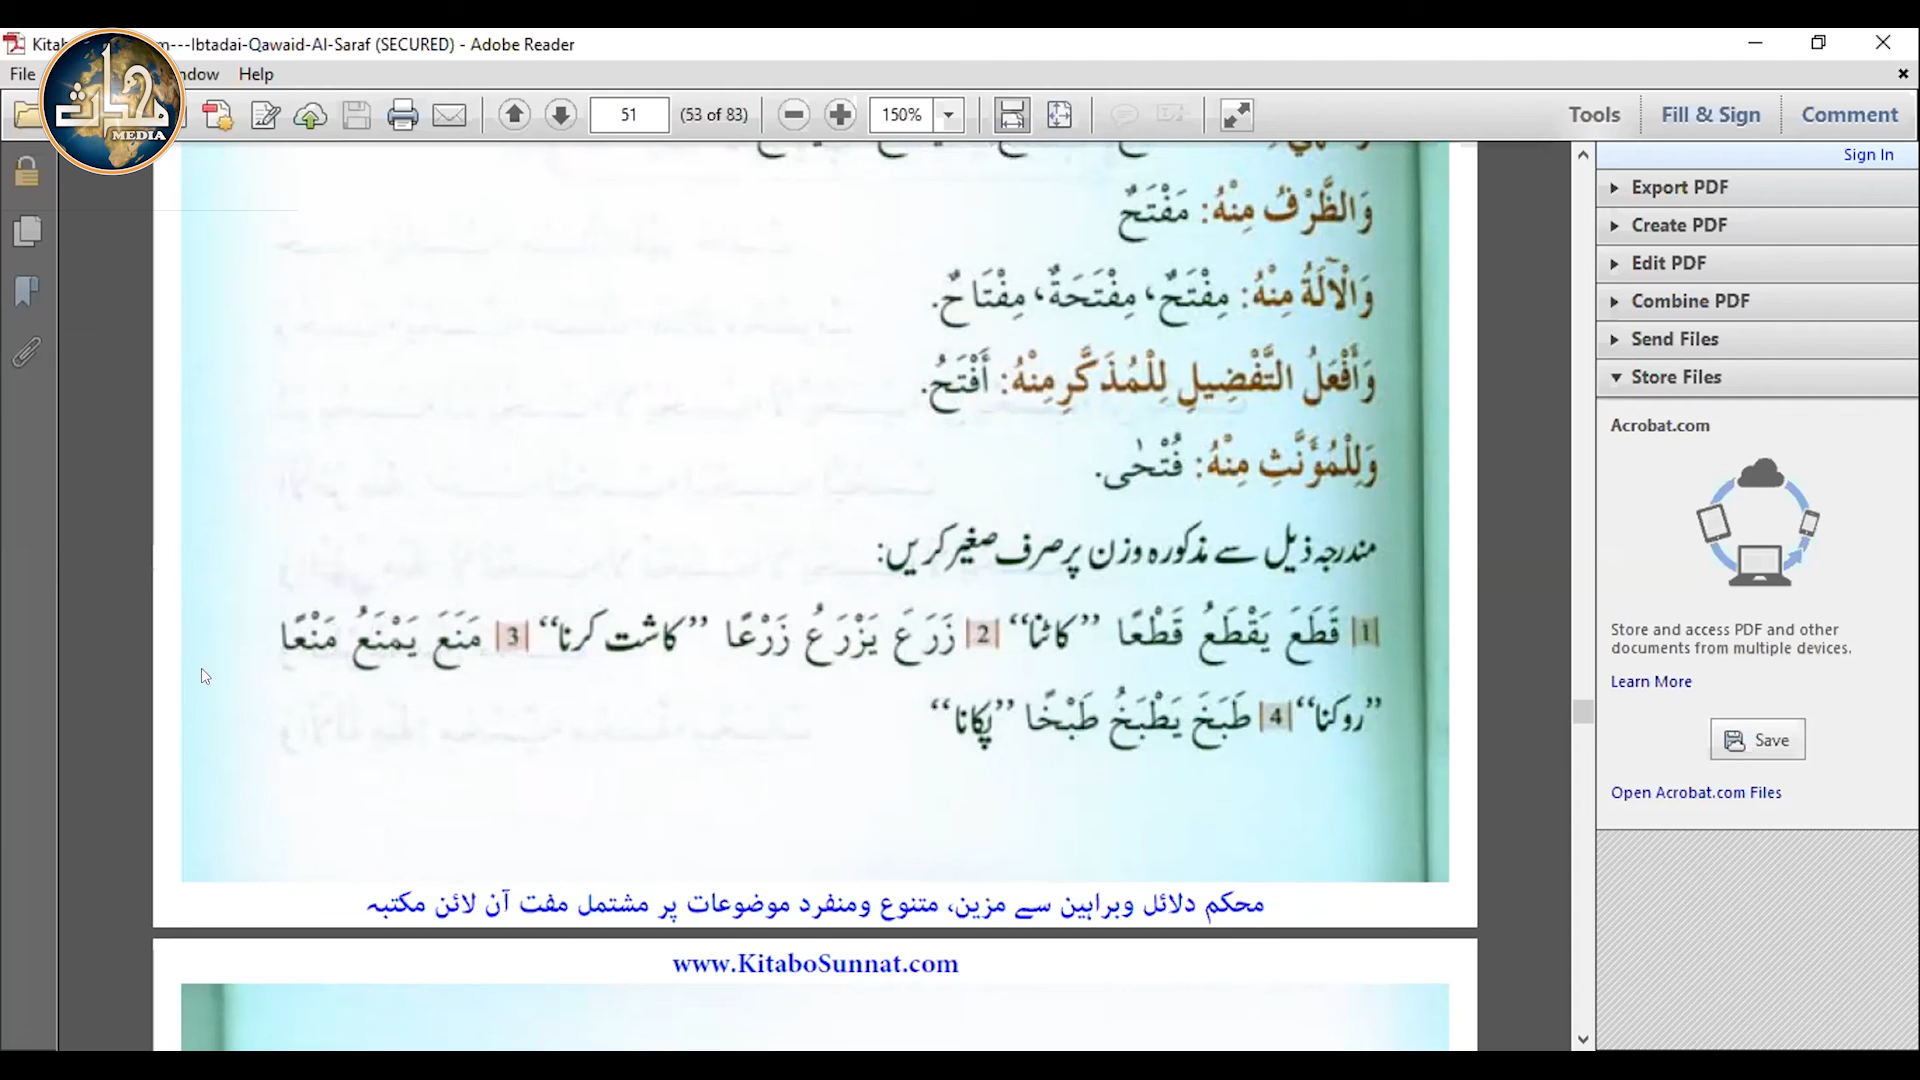 Kita m---Ibtadai-Qawaid-Al-Saraf (SECURED) - Adobe Reader
File ndow Help
MEDIA
51 (53 of 83) 150% Tools Fill & Sign Comment
Sign In
Export PDF
Create PDF
Edit PDF
Combine PDF
Send Files
Store Files
Acrobat.com
Store and access PDF and other
documents from multiple devices.
Learn More
Save
Open Acrobat.com Files
وَالظَّرْفُ مِنْهُ: مَفْتَحٌ
وَالْآلَةُ مِنْهُ: مِفْتَحٌ، مِفْتَحَةٌ، مِفْتَاحٌ.
وَأَفْعَلُ التَّفْضِيلِ لِلْمُذَكَّرِ مِنْهُ: أَفْتَحُ.
وَلِلْمُؤَنَّثِ مِنْهُ: فُتْحٰى.
مندرجہ ذیل سے مذکورہ وزن پر صرف صغیر کریں:
1 قَطَعَ يَقْطَعُ قَطْعًا ’’کاٹنا‘‘ 2 زَرَعَ يَزْرَعُ زَرْعًا ’’کاشت کرنا‘‘ 3 مَنَعَ يَمْنَعُ مَنْعًا
’’روکنا‘‘ 4 طَبَخَ يَطْبَخُ طَبْخًا ’’پکانا‘‘
محکم دلائل وبراہین سے مزین، متنوع ومنفرد موضوعات پر مشتمل مفت آن لائن مکتبہ
www.KitaboSunnat.com